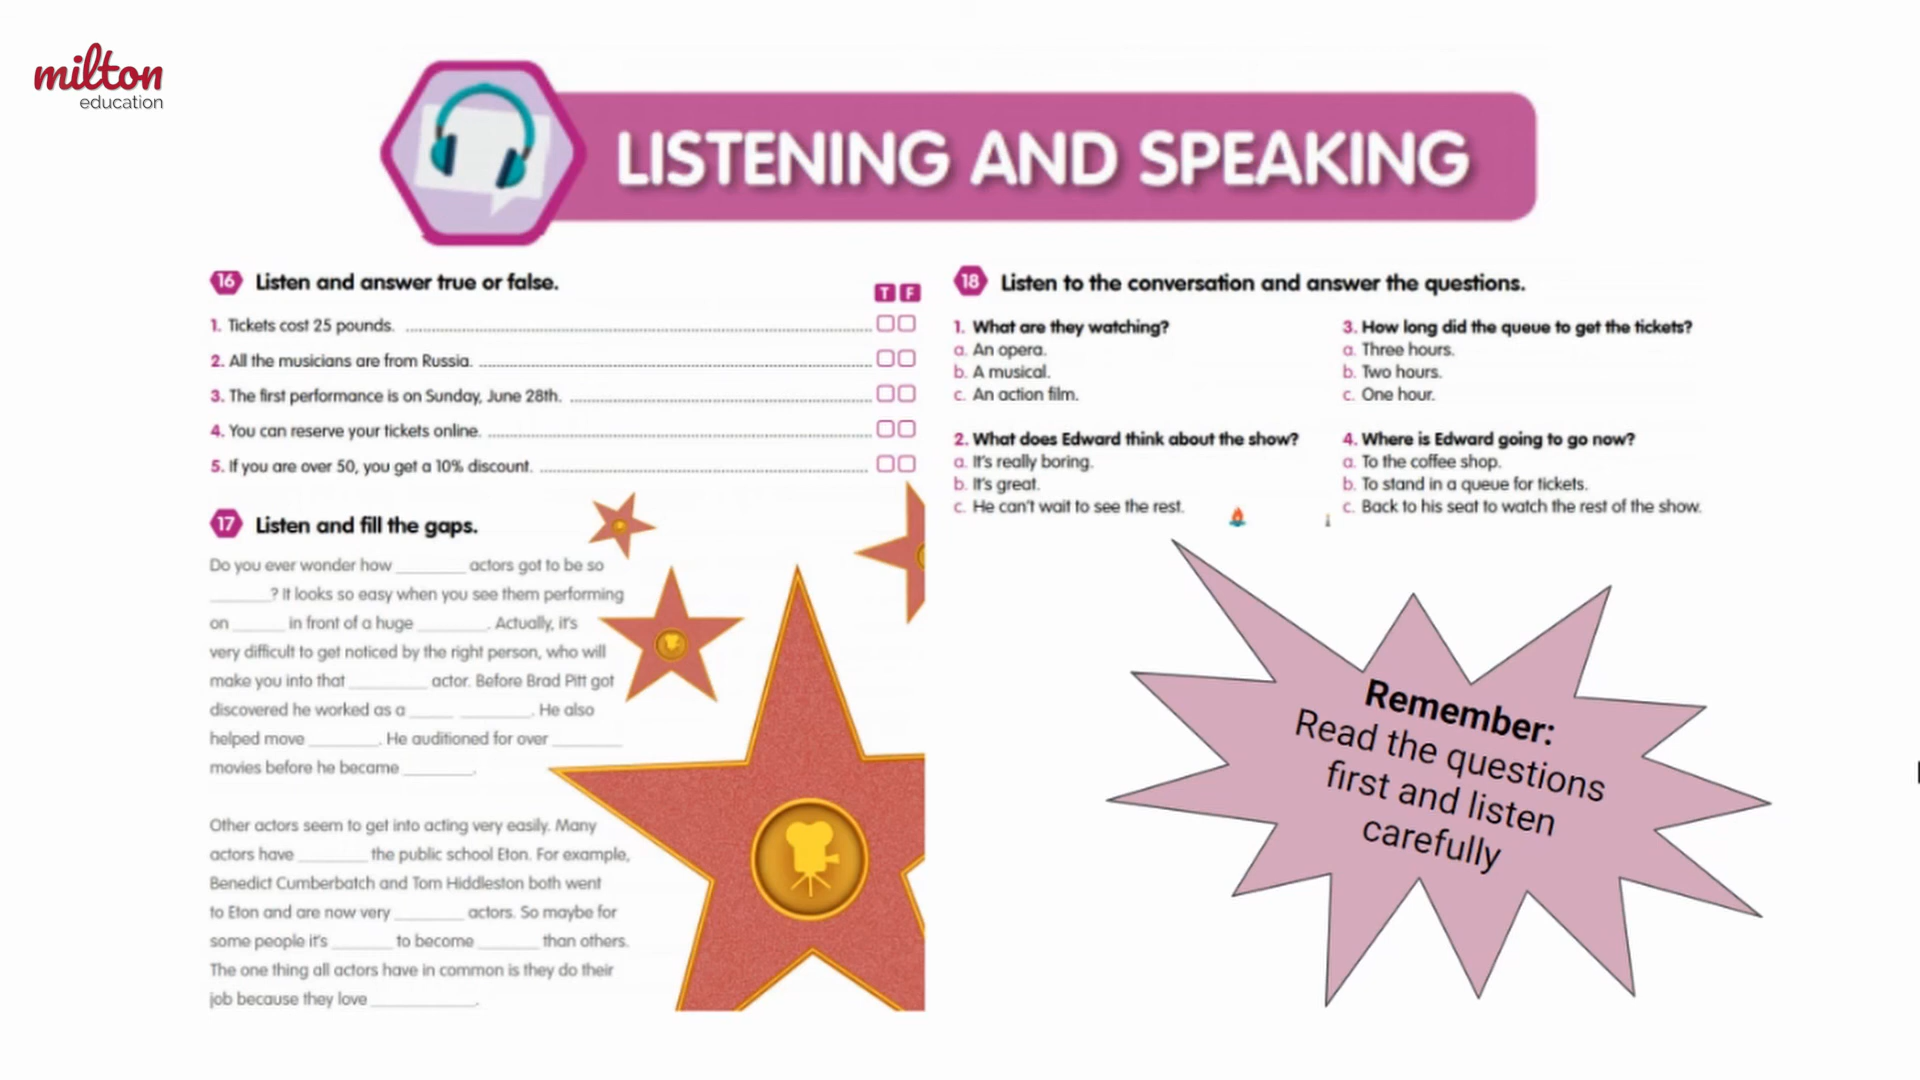 milton
education
LISTENING AND SPEAKING
16 Listen and answer true or false.
T F
1. Tickets cost 25 pounds. ........
2. All the musicians are from Russia. ........
3. The first performance is on Sunday, June 28th. ........
4. You can reserve your tickets online. ........
5. If you are over 50, you get a 10% discount. ........
17 Listen and fill the gaps.
Do you ever wonder how ________ actors got to be so
________? It looks so easy when you see them performing
on ______ in front of a huge ________. Actually, it's
very difficult to get noticed by the right person, who will
make you into that _________ actor. Before Brad Pitt got
discovered he worked as a _____ ________. He also
helped move ________. He auditioned for over ________
movies before he became ________.
Other actors seem to get into acting very easily. Many
actors have ________ the public school Eton. For example,
Benedict Cumberbatch and Tom Hiddleston both went
to Eton and are now very ________ actors. So maybe for
some people it's _______ to become _______ than others.
The one thing all actors have in common is they do their
job because they love ____________.
18 Listen to the conversation and answer the questions.
1. What are they watching?
a. An opera.
b. A musical.
c. An action film.
2. What does Edward think about the show?
a. It's really boring.
b. It's great.
c. He can't wait to see the rest.
3. How long did the queue to get the tickets?
a. Three hours.
b. Two hours.
c. One hour.
4. Where is Edward going to go now?
a. To the coffee shop.
b. To stand in a queue for tickets.
c. Back to his seat to watch the rest of the show.
Remember:
Read the questions
first and listen
carefully